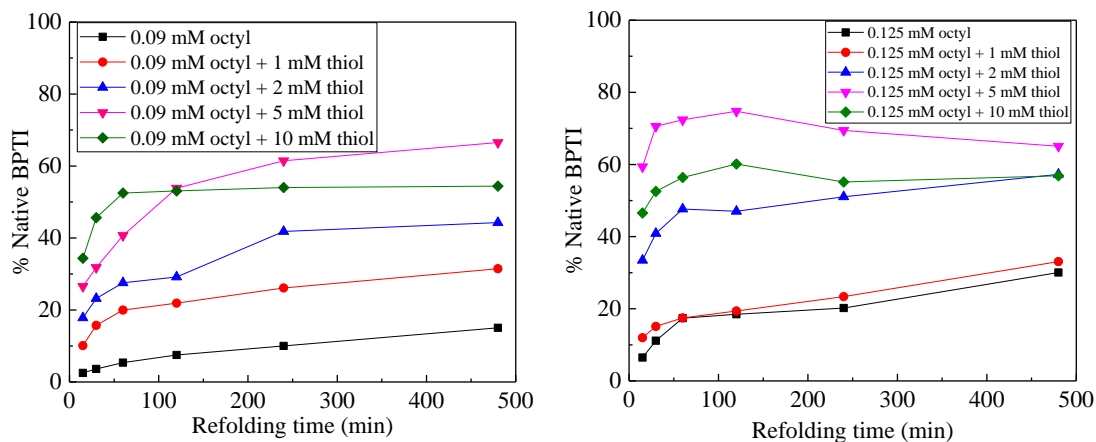 100
80
60
40
20
0
% Native BPTI
0.09 mM octyl
0.09 mM octyl + 1 mM thiol
0.09 mM octyl + 2 mM thiol
0.09 mM octyl + 5 mM thiol
0.09 mM octyl + 10 mM thiol
0 100 200 300 400 500
Refolding time (min)
100
80
60
40
20
0
% Native BPTI
0.125 mM octyl
0.125 mM octyl + 1 mM thiol
0.125 mM octyl + 2 mM thiol
0.125 mM octyl + 5 mM thiol
0.125 mM octyl + 10 mM thiol
0 100 200 300 400 500
Refolding time (min)